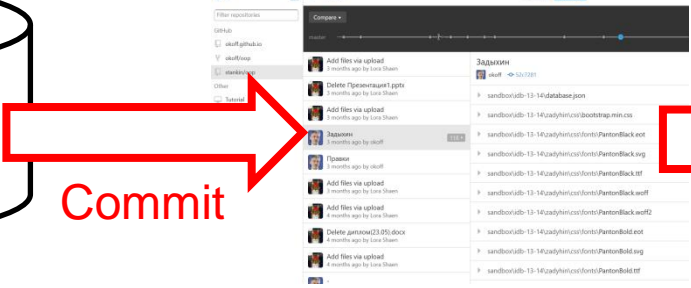 Filter repositories
Compare
GitHub
okoff.github.io
master
okoff/oop
stankin/oop
Other
Tutorial
Add files via upload
3 months ago by Lora Shawn
Delete Презентация1.pptx
3 months ago by Lora Shawn
Add files via upload
3 months ago by Lora Shawn
Задыхин
3 months ago by okoff
Правки
3 months ago by okoff
Add files via upload
3 months ago by Lora Shawn
Add files via upload
4 months ago by Lora Shawn
Delete диплом(23.05).docx
4 months ago by Lora Shawn
Add files via upload
4 months ago by Lora Shawn
Задыхин
okoff
sandbox\idb-13-14\database.json
sandbox\idb-13-14\zadyhin\css\bootstrap.min.css
sandbox\idb-13-14\zadyhin\css\fonts\PantonBlack.eot
sandbox\idb-13-14\zadyhin\css\fonts\PantonBlack.svg
sandbox\idb-13-14\zadyhin\css\fonts\PantonBlack.ttf
sandbox\idb-13-14\zadyhin\css\fonts\PantonBlack.woff
sandbox\idb-13-14\zadyhin\css\fonts\PantonBlack.woff2
sandbox\idb-13-14\zadyhin\css\fonts\PantonBold.eot
sandbox\idb-13-14\zadyhin\css\fonts\PantonBold.svg
sandbox\idb-13-14\zadyhin\css\fonts\PantonBold.ttf
Commit